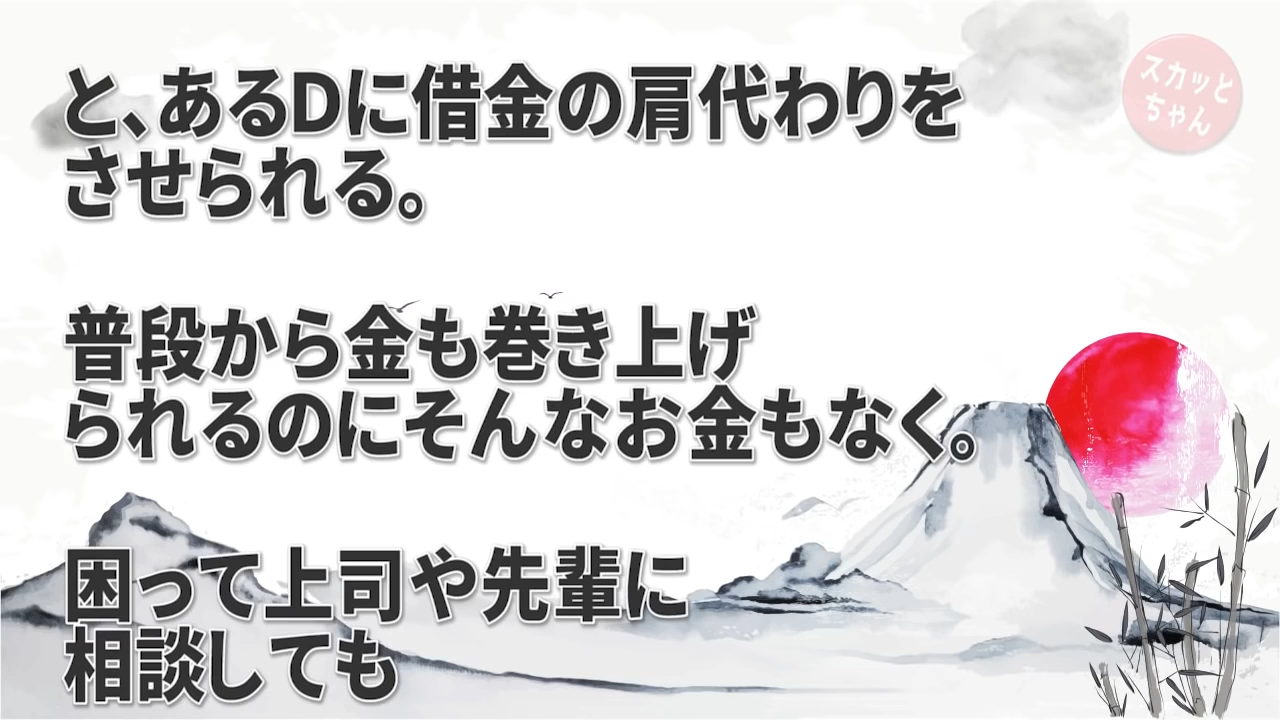 と、あるDに借金の肩代わりを
させられる。
普段から金も巻き上げ
られるのにそんなお金もなく。
困って上司や先輩に
相談しても
スカッと
ちゃん